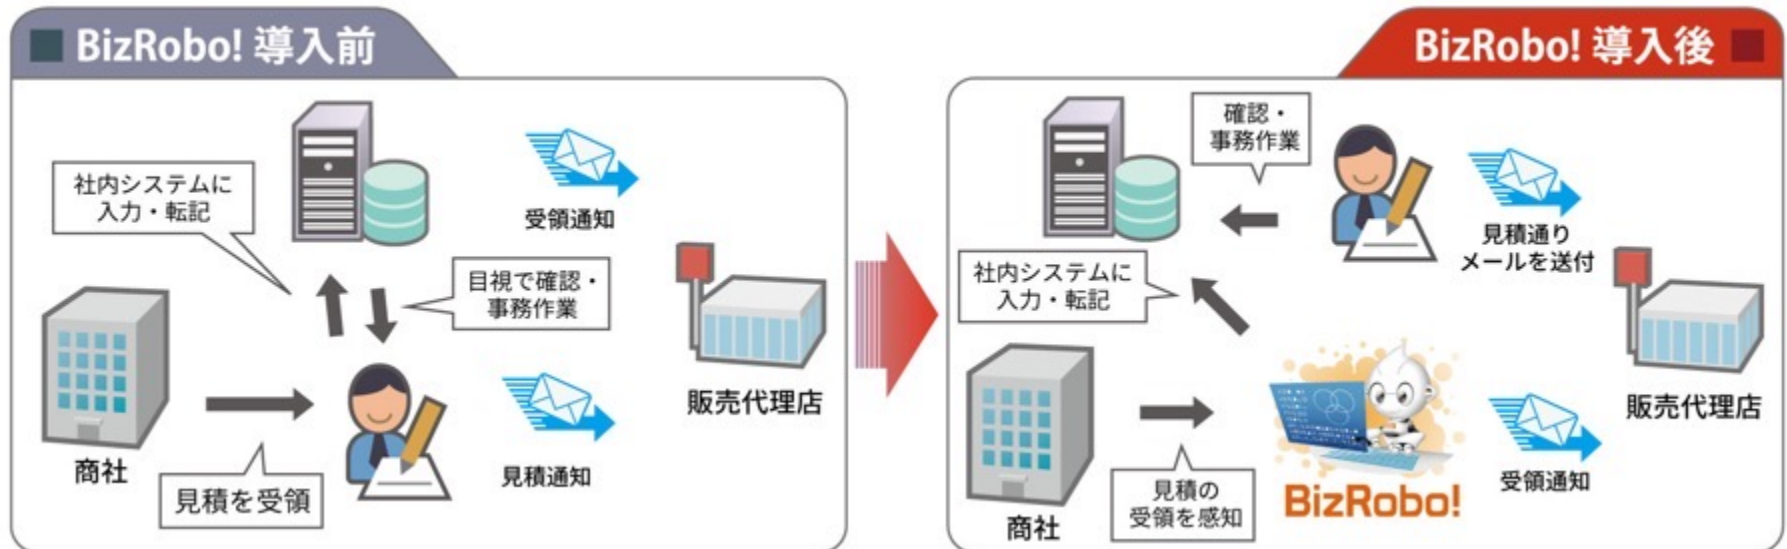 BizRobo! 導入前
社内システムに
入力・転記
受領通知
目視で確認・
事務作業
販売代理店
商社
見積を受領
見積通知
BizRobo! 導入後
確認・
事務作業
見積通り
メールを送付
社内システムに
入力・転記
販売代理店
商社
見積の
受領を感知
BizRobo!
受領通知